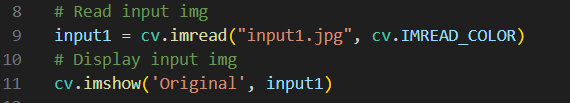 8 # Read input img
9 input1 = cv.imread("input1.jpg", cv.IMREAD_COLOR)
10 # Display input img
11 cv.imshow('Original', input1)